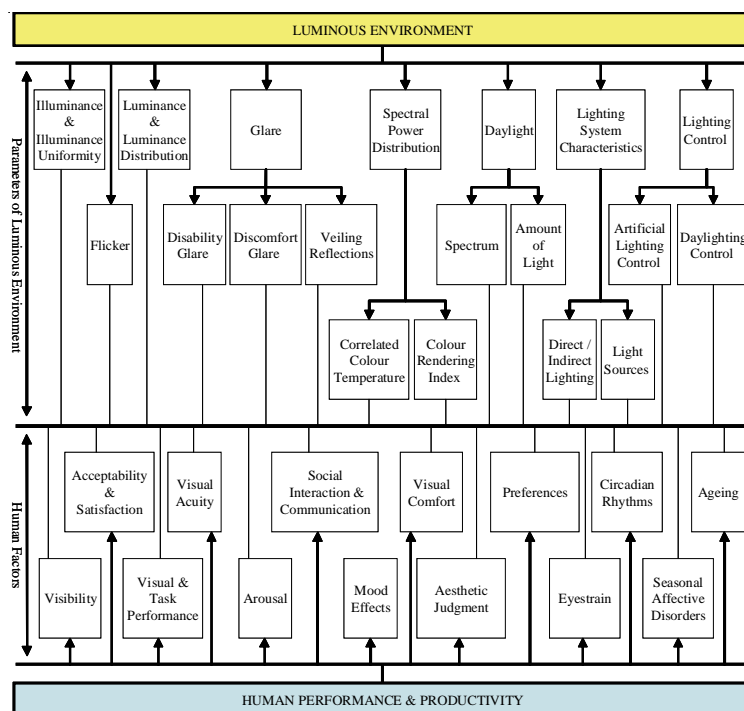 LUMINOUS ENVIRONMENT
Parameters of Luminous Environment
Illuminance
&
Illuminance
Uniformity
Luminance
&
Luminance
Distribution
Glare
Spectral
Power
Distribution
Daylight
Lighting
System
Characteristics
Lighting
Control
Flicker
Disability
Glare
Discomfort
Glare
Veiling
Reflections
Spectrum
Amount
of
Light
Artificial
Lighting
Control
Daylighting
Control
Correlated
Colour
Temperature
Colour
Rendering
Index
Direct /
Indirect
Lighting
Light
Sources
Human Factors
Acceptability
&
Satisfaction
Visual
Acuity
Social
Interaction &
Communication
Visual
Comfort
Preferences
Circadian
Rhythms
Ageing
Visibility
Visual &
Task
Performance
Arousal
Mood
Effects
Aesthetic
Judgment
Eyestrain
Seasonal
Affective
Disorders
HUMAN PERFORMANCE & PRODUCTIVITY